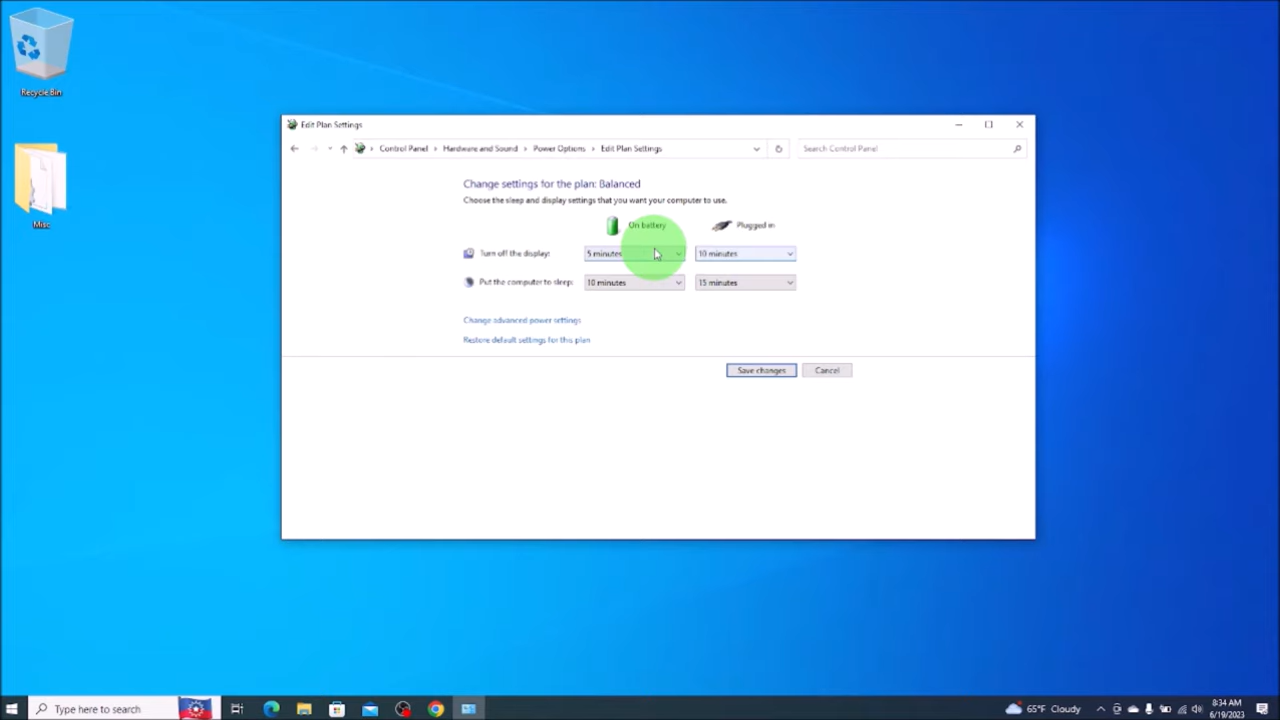 Recycle Bin
Misc
Edit Plan Settings
Control Panel > Hardware and Sound > Power Options > Edit Plan Settings
Search Control Panel
Change settings for the plan: Balanced
Choose the sleep and display settings that you want your computer to use.
On battery
Plugged in
Turn off the display: 5 minutes 10 minutes
Put the computer to sleep: 10 minutes 15 minutes
Change advanced power settings
Restore default settings for this plan
Save changes Cancel
Type here to search
65°F Cloudy
8:34 AM
6/19/2023